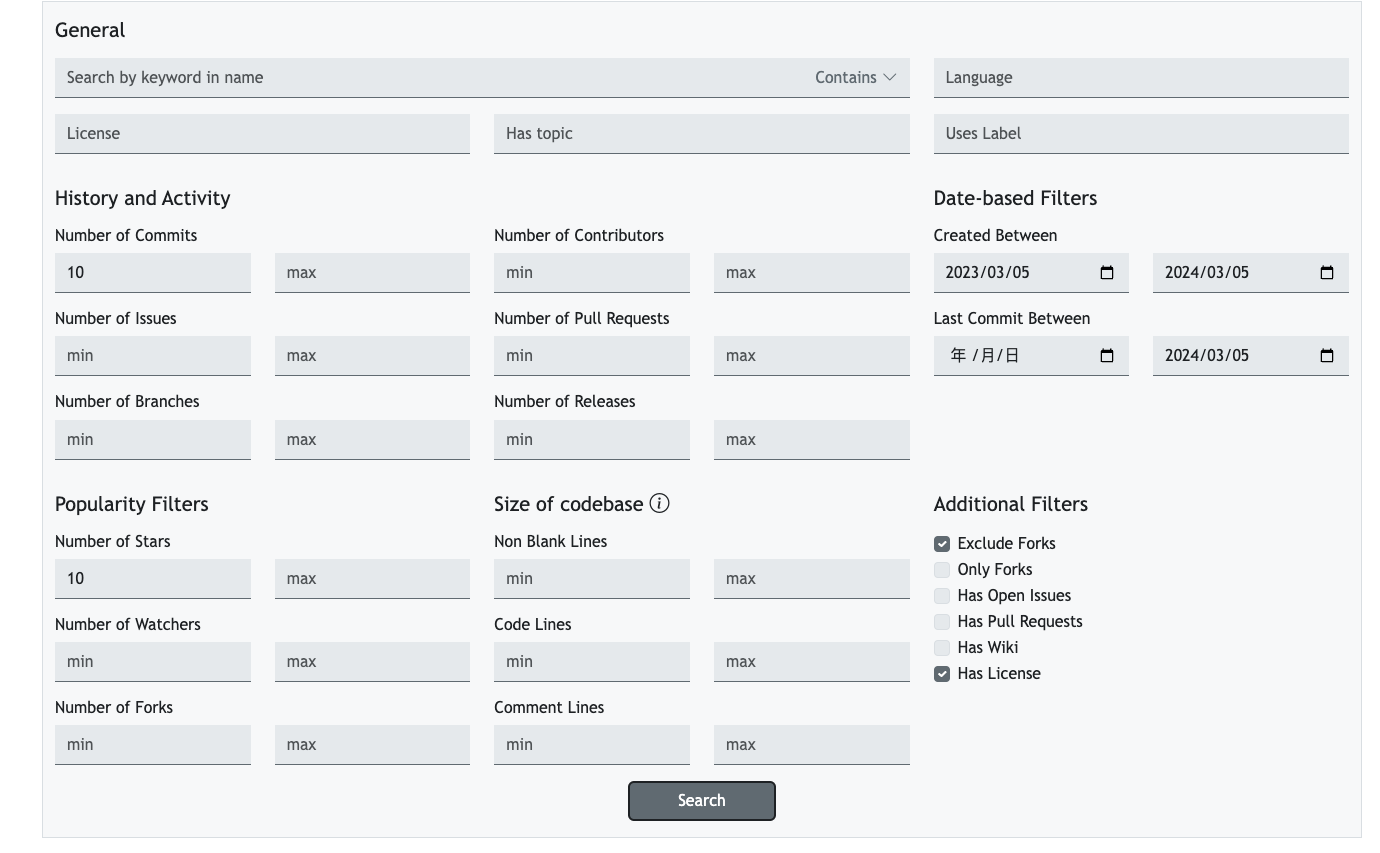 General
Search by keyword in name Contains Language
License Has topic Uses Label
History and Activity Date-based Filters
Number of Commits Number of Contributors Created Between
10 max min max 2023/03/05 2024/03/05
Number of Issues Number of Pull Requests Last Commit Between
min max min max 年 /月/日 2024/03/05
Number of Branches Number of Releases
min max min max
Popularity Filters Size of codebase i Additional Filters
Number of Stars Non Blank Lines Exclude Forks
10 max min max Only Forks
Has Open Issues
Number of Watchers Code Lines Has Pull Requests
min max min max Has Wiki
Has License
Number of Forks Comment Lines
min max min max
Search